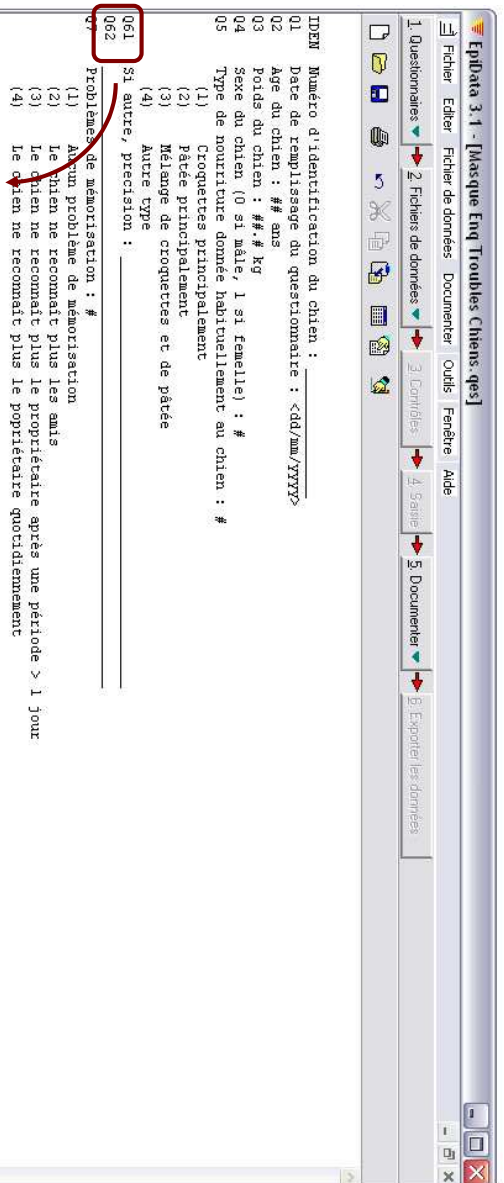 EpiData 3.1 - [Masque Enq Troubles Chiens.qes]
Fichier Editer Fichier de données Documenter Outils Fenêtre Aide
1. Questionnaires 2. Fichiers de données 3. Contrôles 4. Saisie 5. Documenter 6. Exporter les données
IDEN Numéro d'identification du chien : ________
Q1 Date de remplissage du questionnaire : <dd/mm/yyyy>
Q2 Age du chien : ## ans
Q3 Poids du chien : ##.# kg
Q4 Sexe du chien (0 si mâle, 1 si femelle) : #
Q5 Type de nourriture donnée habituellement au chien : #
(1) Croquettes principalement
(2) Pâtée principalement
(3) Mélange de croquettes et de pâtée
(4) Autre type
Q61 Si autre, precision : ________
Q62 ________
Q7 Problèmes de mémorisation : #
(1) Aucun problème de mémorisation
(2) Le chien ne reconnaît plus les amis
(3) Le chien ne reconnaît plus le propriétaire après une période > 1 jour
(4) Le chien ne reconnaît plus le popriétaire quotidiennement